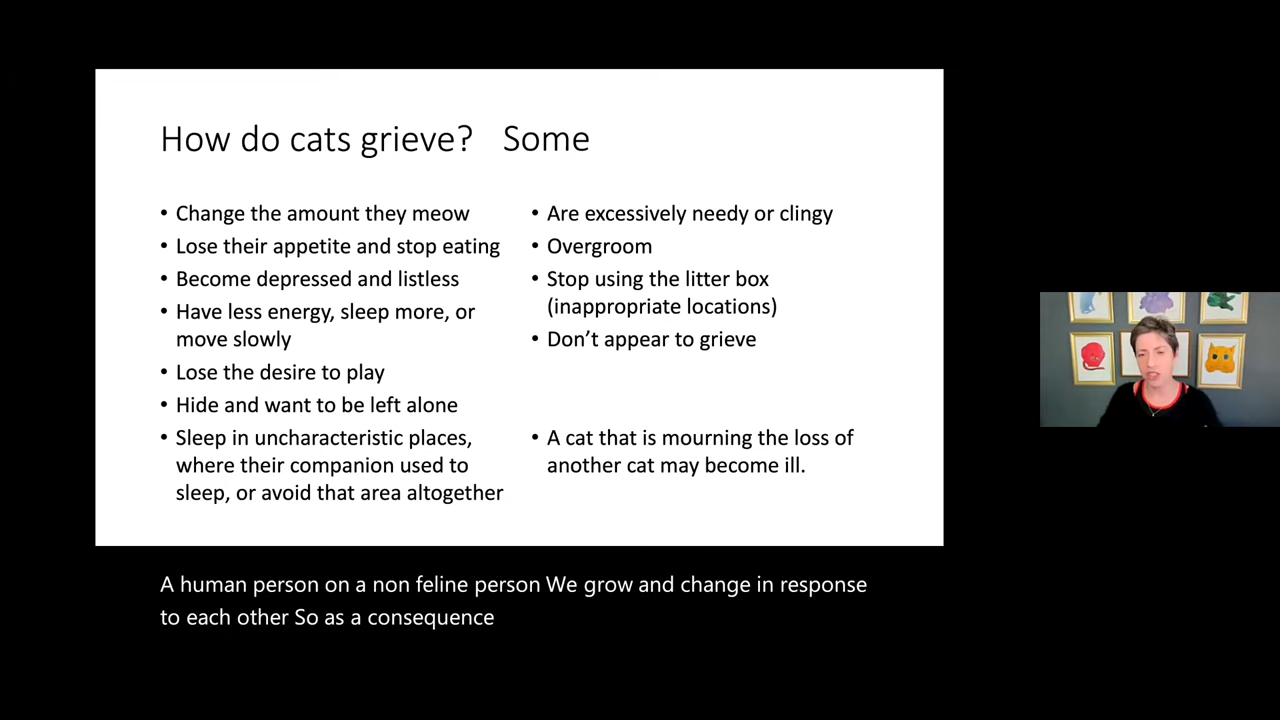 How do cats grieve? Some
• Change the amount they meow
• Lose their appetite and stop eating
• Become depressed and listless
• Have less energy, sleep more, or
move slowly
• Lose the desire to play
• Hide and want to be left alone
• Sleep in uncharacteristic places,
where their companion used to
sleep, or avoid that area altogether
• Are excessively needy or clingy
• Overgroom
• Stop using the litter box
(inappropriate locations)
• Don’t appear to grieve
• A cat that is mourning the loss of
another cat may become ill.
A human person on a non feline person We grow and change in response
to each other So as a consequence